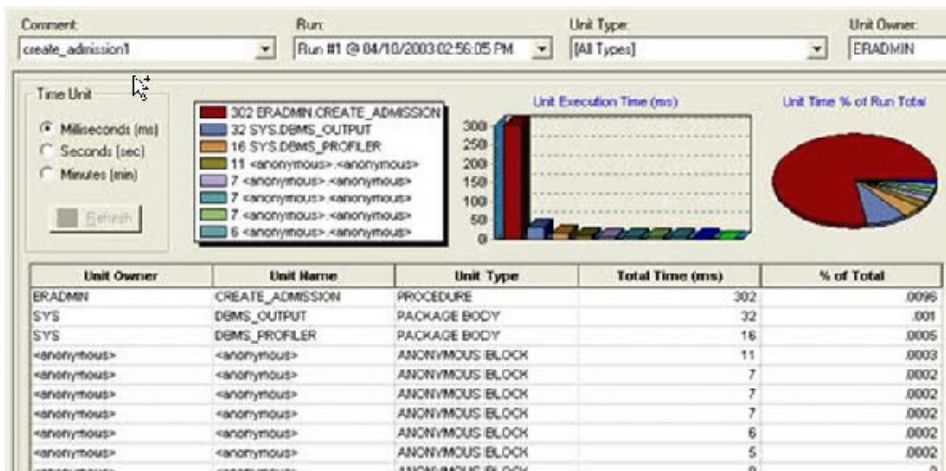 Comment: Run: Unit Type: Unit Owner:
create_admission1 Run #1 @ 04/10/2003 02:56:05 PM [All Types] ERADMIN
Time Unit
Milliseconds (ms)
Seconds (sec)
Minutes (min)
Refresh
302 ERADMIN.CREATE_ADMISSION
32 SYS.DBMS_OUTPUT
16 SYS.DBMS_PROFILER
11 <anonymous>.<anonymous>
7 <anonymous>.<anonymous>
7 <anonymous>.<anonymous>
7 <anonymous>.<anonymous>
6 <anonymous>.<anonymous>
Unit Execution Time (ms)
300
250
200
150
100
50
0
Unit Time % of Run Total
Unit Owner Unit Name Unit Type Total Time (ms) % of Total
ERADMIN CREATE_ADMISSION PROCEDURE 302 .0096
SYS DBMS_OUTPUT PACKAGE BODY 32 .001
SYS DBMS_PROFILER PACKAGE BODY 16 .0005
<anonymous> <anonymous> ANONYMOUS BLOCK 11 .0003
<anonymous> <anonymous> ANONYMOUS BLOCK 7 .0002
<anonymous> <anonymous> ANONYMOUS BLOCK 7 .0002
<anonymous> <anonymous> ANONYMOUS BLOCK 6 .0002
<anonymous> <anonymous> ANONYMOUS BLOCK 5 .0002